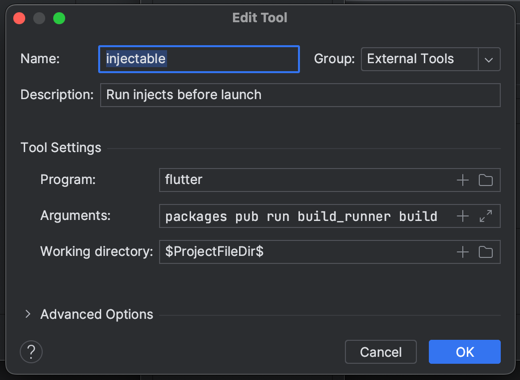 Edit Tool
Name: injectable Group: External Tools
Description: Run injects before launch
Tool Settings
Program: flutter
Arguments: packages pub run build_runner build
Working directory: $ProjectFileDir$
Advanced Options
? Cancel OK